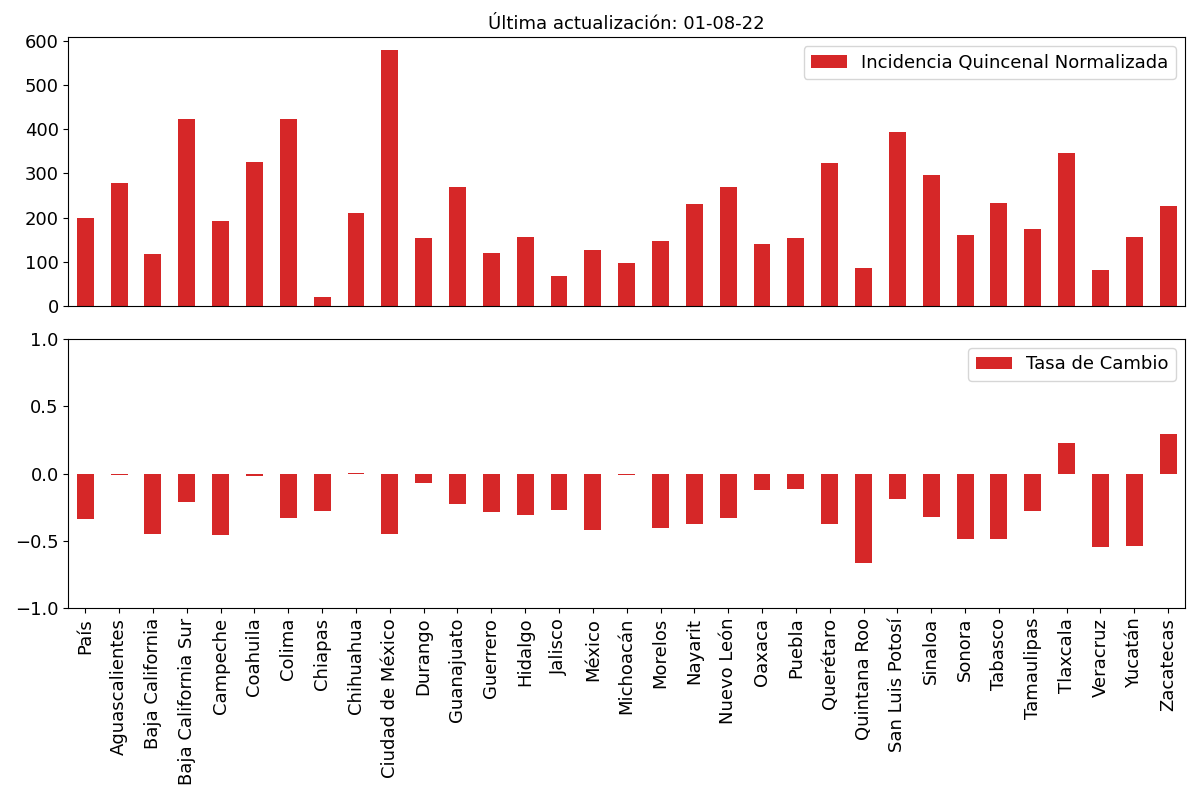 Última actualización: 01-08-22
600
500
400
300
200
100
0
Incidencia Quincenal Normalizada
1.0
0.5
0.0
−0.5
−1.0
Tasa de Cambio
País
Aguascalientes
Baja California
Baja California Sur
Campeche
Coahuila
Colima
Chiapas
Chihuahua
Ciudad de México
Durango
Guanajuato
Guerrero
Hidalgo
Jalisco
México
Michoacán
Morelos
Nayarit
Nuevo León
Oaxaca
Puebla
Querétaro
Quintana Roo
San Luis Potosí
Sinaloa
Sonora
Tabasco
Tamaulipas
Tlaxcala
Veracruz
Yucatán
Zacatecas